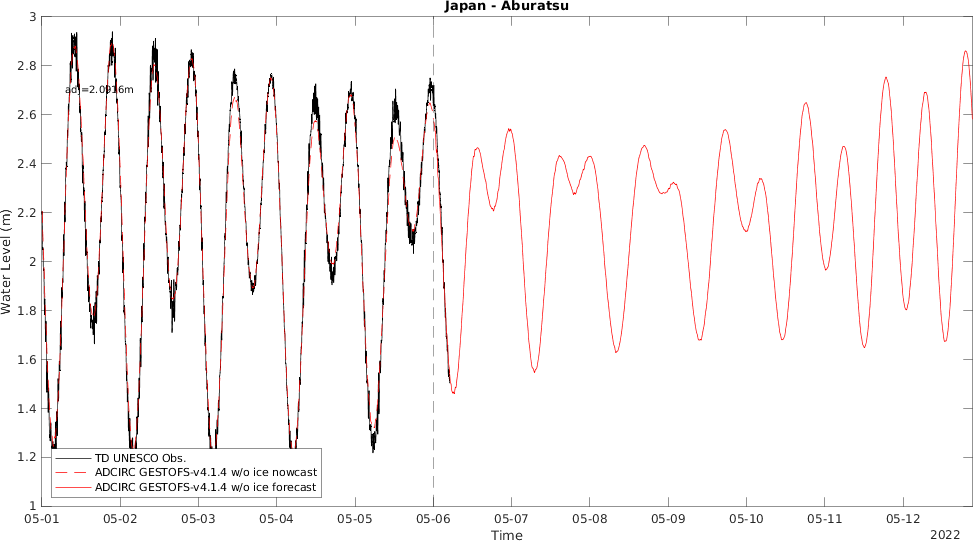 Japan - Aburatsu
3
2.8
2.6
2.4
2.2
2
1.8
1.6
1.4
1.2
1
Water Level (m)
adj=2.0916m
TD UNESCO Obs.
ADCIRC GESTOFS-v4.1.4 w/o ice nowcast
ADCIRC GESTOFS-v4.1.4 w/o ice forecast
05-01 05-02 05-03 05-04 05-05 05-06 05-07 05-08 05-09 05-10 05-11 05-12
Time
2022